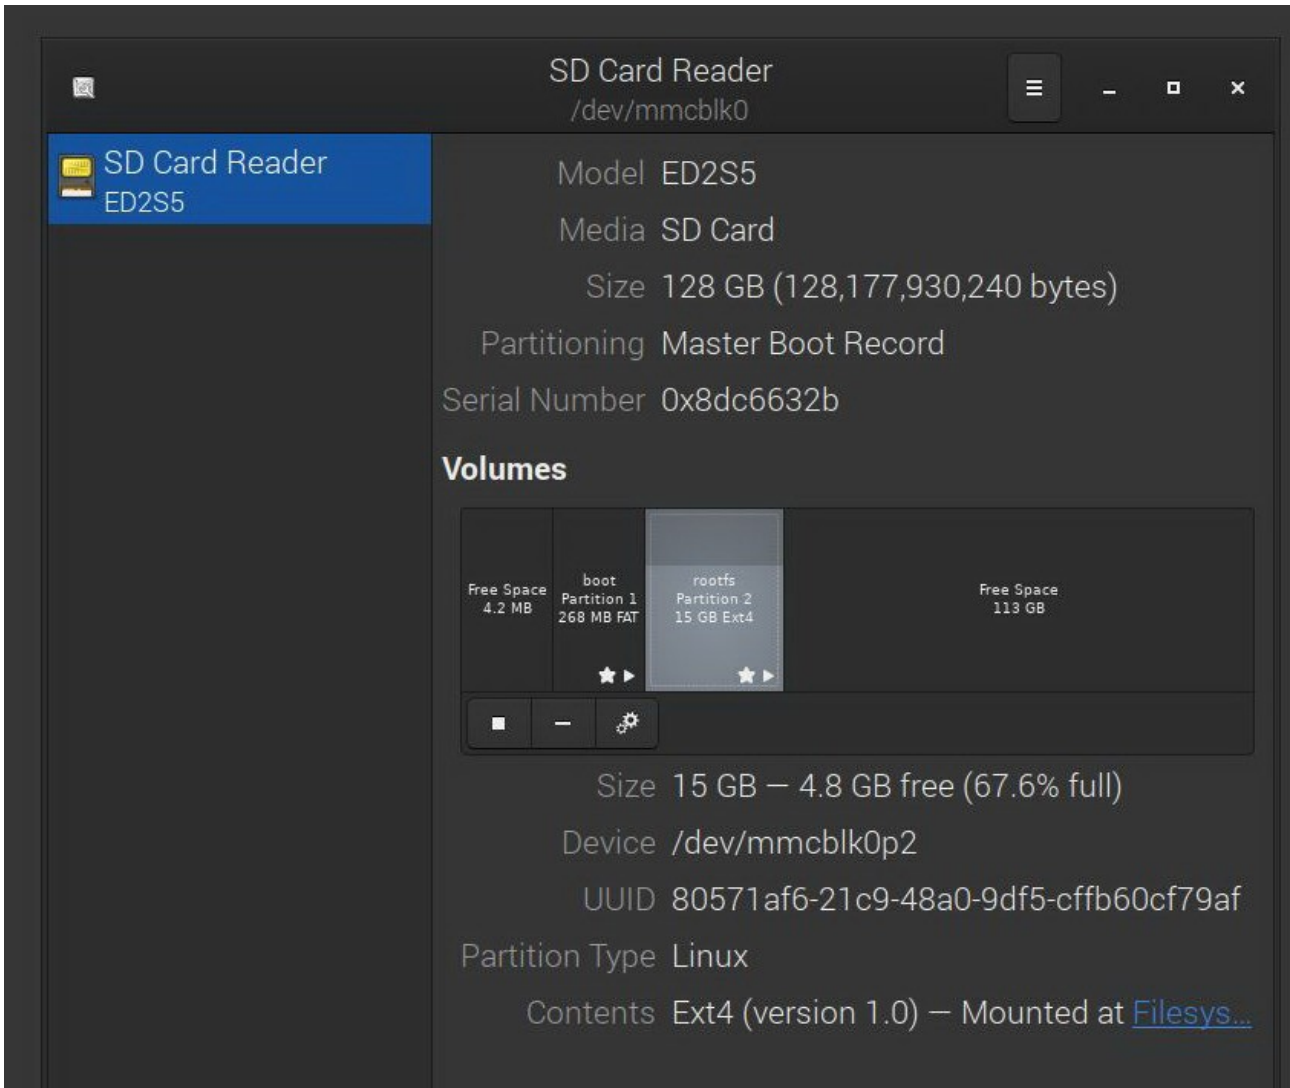 SD Card Reader
/dev/mmcblk0
SD Card Reader
ED2S5
Model ED2S5
Media SD Card
Size 128 GB (128,177,930,240 bytes)
Partitioning Master Boot Record
Serial Number 0x8dc6632b
Volumes
Free Space
4.2 MB
boot
Partition 1
268 MB FAT
rootfs
Partition 2
15 GB Ext4
Free Space
113 GB
Size 15 GB — 4.8 GB free (67.6% full)
Device /dev/mmcblk0p2
UUID 80571af6-21c9-48a0-9df5-cffb60cf79af
Partition Type Linux
Contents Ext4 (version 1.0) — Mounted at Filesys...